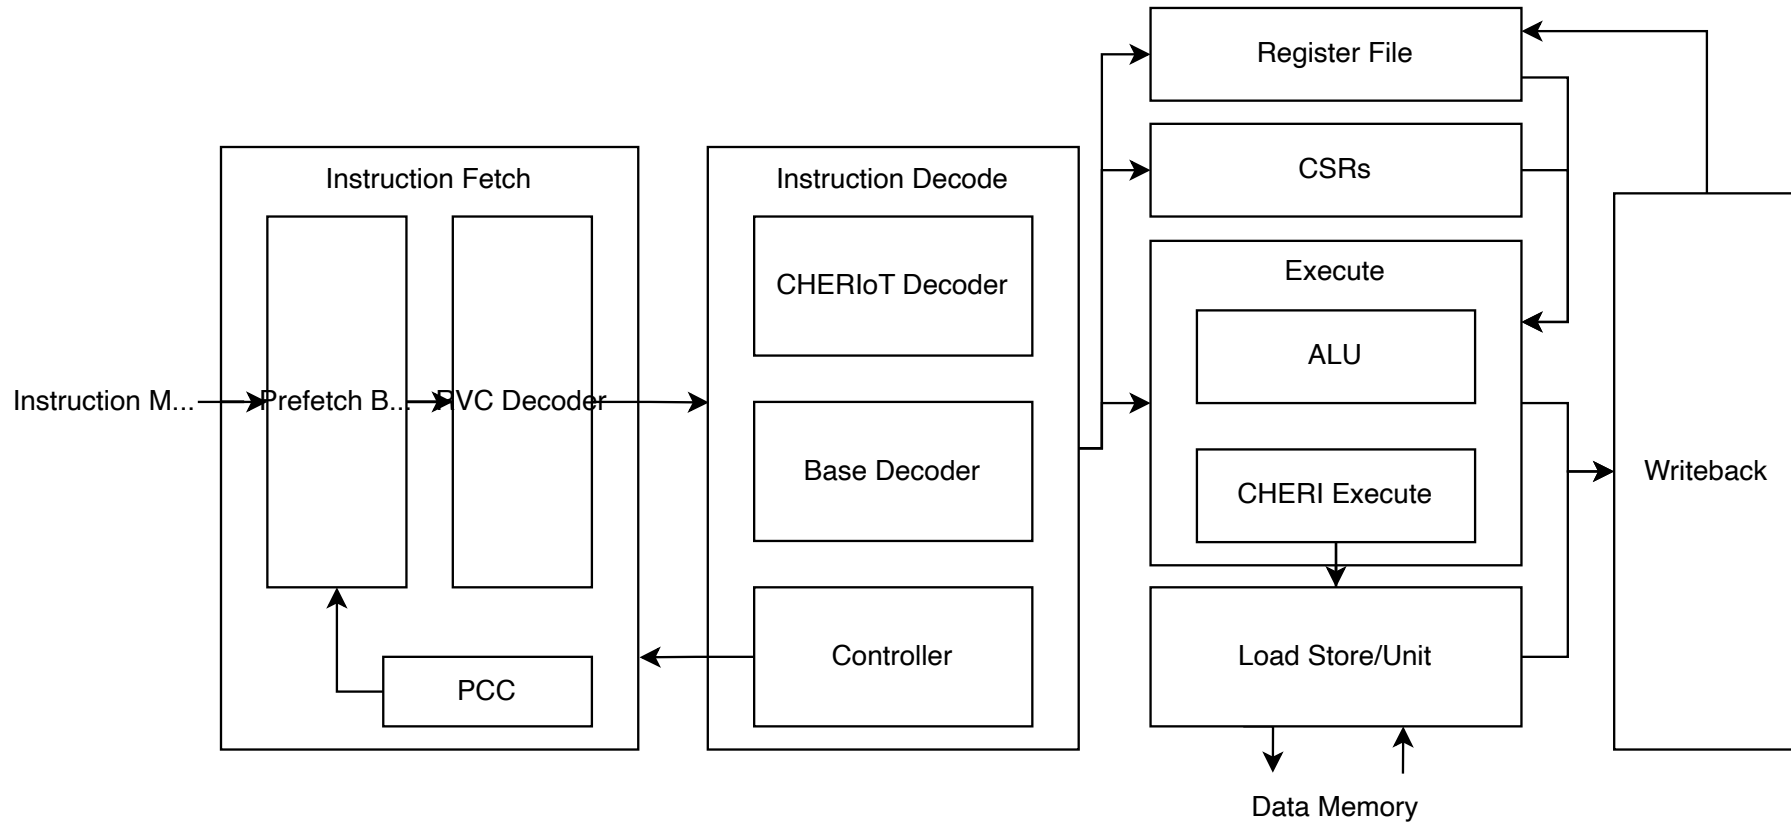 Register File
CSRs
Instruction Fetch
Instruction Decode
Execute
CHERIoT Decoder
ALU
Instruction M...
Prefetch B...
RVC Decoder
Base Decoder
CHERI Execute
Writeback
Controller
Load Store/Unit
PCC
Data Memory